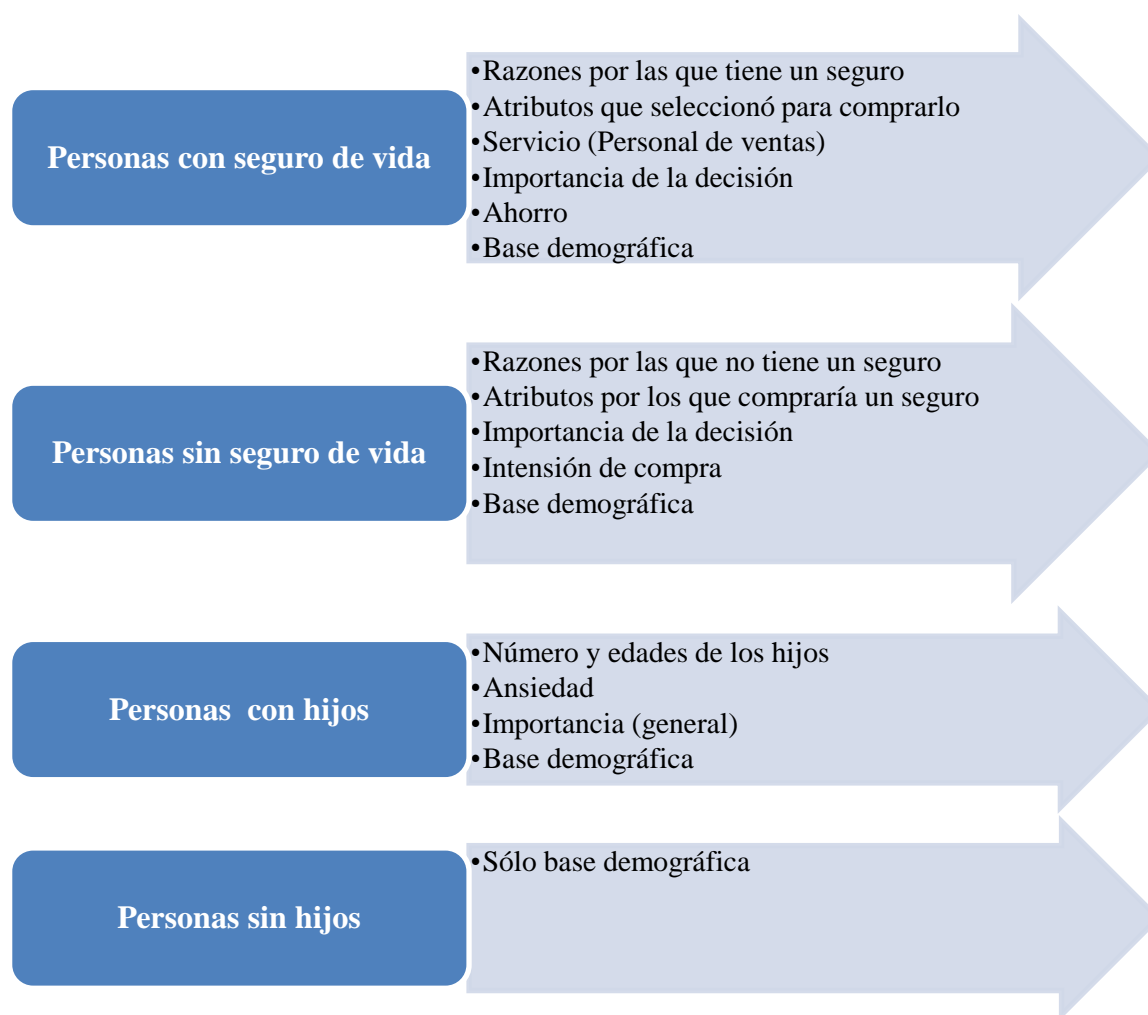 Personas con seguro de vida
•Razones por las que tiene un seguro
•Atributos que seleccionó para comprarlo
•Servicio (Personal de ventas)
•Importancia de la decisión
•Ahorro
•Base demográfica
Personas sin seguro de vida
•Razones por las que no tiene un seguro
•Atributos por los que compraría un seguro
•Importancia de la decisión
•Intensión de compra
•Base demográfica
Personas  con hijos
•Número y edades de los hijos
•Ansiedad
•Importancia (general)
•Base demográfica
Personas sin hijos
•Sólo base demográfica